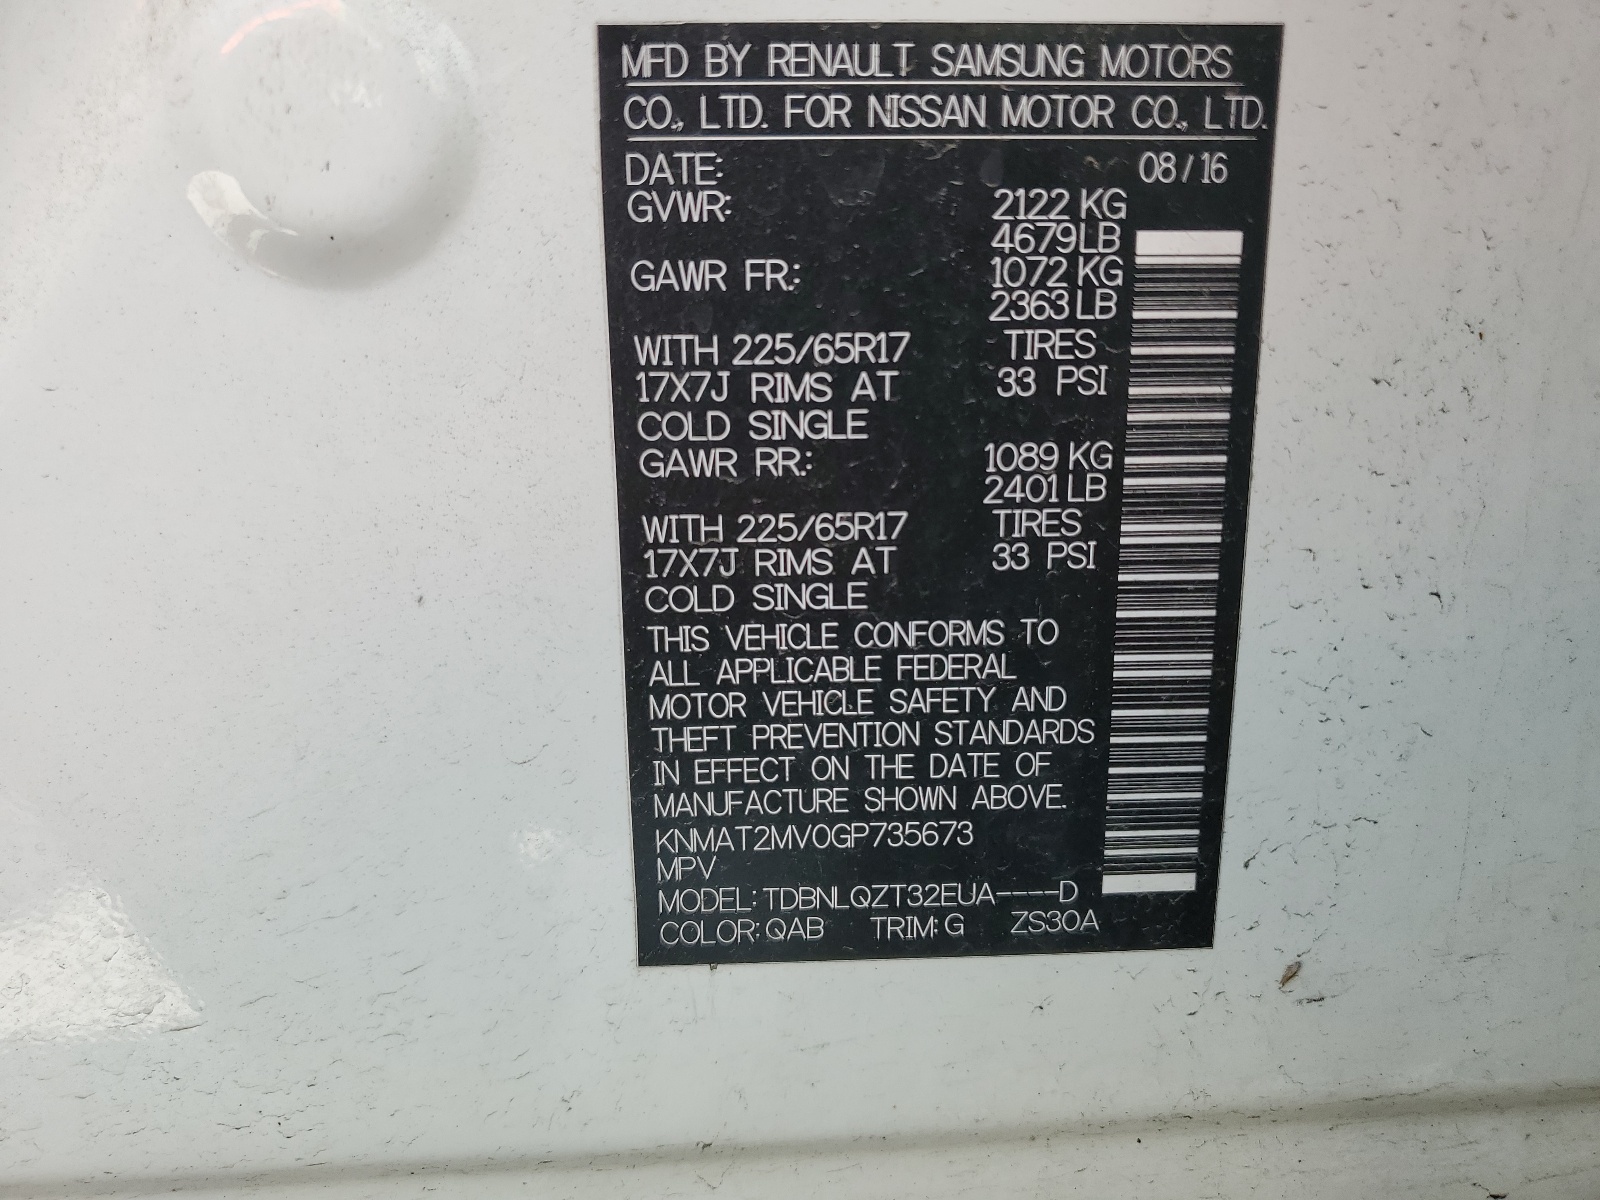 MFD BY RENAULT SAMSUNG MOTORS
CO., LTD. FOR NISSAN MOTOR CO., LTD.
DATE: 08/16
GVWR: 2122 KG
4679 LB
GAWR FR.: 1072 KG
2363 LB
WITH 225/65R17 TIRES
17X7J RIMS AT 33 PSI
COLD SINGLE
GAWR RR.: 1089 KG
2401 LB
WITH 225/65R17 TIRES
17X7J RIMS AT 33 PSI
COLD SINGLE
THIS VEHICLE CONFORMS TO
ALL APPLICABLE FEDERAL
MOTOR VEHICLE SAFETY AND
THEFT PREVENTION STANDARDS
IN EFFECT ON THE DATE OF
MANUFACTURE SHOWN ABOVE.
KNMAT2MV0GP735673
MPV
MODEL: TDBNLQZT32EUA----D
COLOR: QAB TRIM: G ZS30A